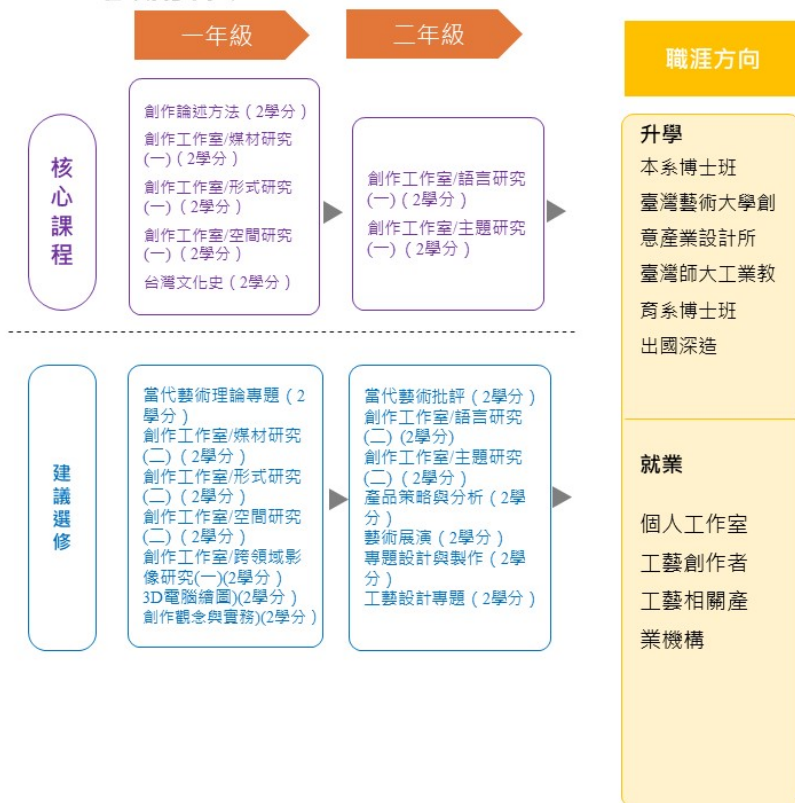 一年級
二年級
核
心
課
程
創作論述方法（2學分）
創作工作室/媒材研究
(一)（2學分）
創作工作室/形式研究
(一)（2學分）
創作工作室/空間研究
(一)（2學分）
台灣文化史（2學分）
創作工作室/語言研究
(一)（2學分）
創作工作室/主題研究
(一)（2學分）
建
議
選
修
當代藝術理論專題（2
學分）
創作工作室/媒材研究
(二)（2學分）
創作工作室/形式研究
(二)（2學分）
創作工作室/空間研究
(二)（2學分）
創作工作室/跨領域影
像研究(一)(2學分）
3D電腦繪圖)(2學分）
創作觀念與實務)(2學分）
當代藝術批評（2學分）
創作工作室/語言研究
(二) (2學分)
創作工作室/主題研究
(二)（2學分）
產品策略與分析（2學
分）
藝術展演（2學分）
專題設計與製作（2學
分）
工藝設計專題（2學分）
職涯方向
升學
本系博士班
臺灣藝術大學創
意產業設計所
臺灣師大工業教
育系博士班
出國深造
就業
個人工作室
工藝創作者
工藝相關產
業機構